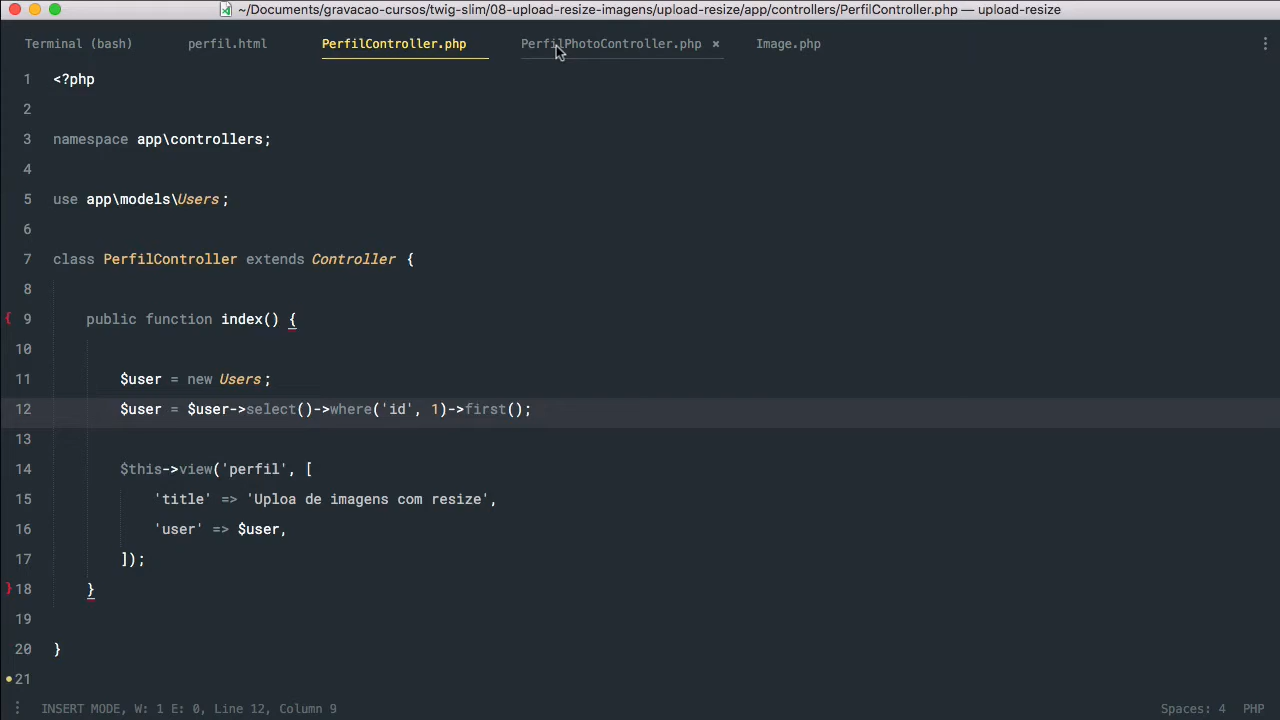 ~/Documents/gravacao-cursos/twig-slim/08-upload-resize-imagens/upload-resize/app/controllers/PerfilController.php — upload-resize
Terminal (bash) perfil.html PerfilController.php PerfilPhotoController.php × Image.php
1 <?php
2
3 namespace app\controllers;
4
5 use app\models\Users;
6
7 class PerfilController extends Controller {
8
{ 9 public function index() {
10
11 $user = new Users;
12 $user = $user->select()->where('id', 1)->first();
13
14 $this->view('perfil', [
15 'title' => 'Uploa de imagens com resize',
16 'user' => $user,
17 ]);
} 18 }
19
20 }
21
INSERT MODE, W: 1 E: 0, Line 12, Column 9 Spaces: 4 PHP